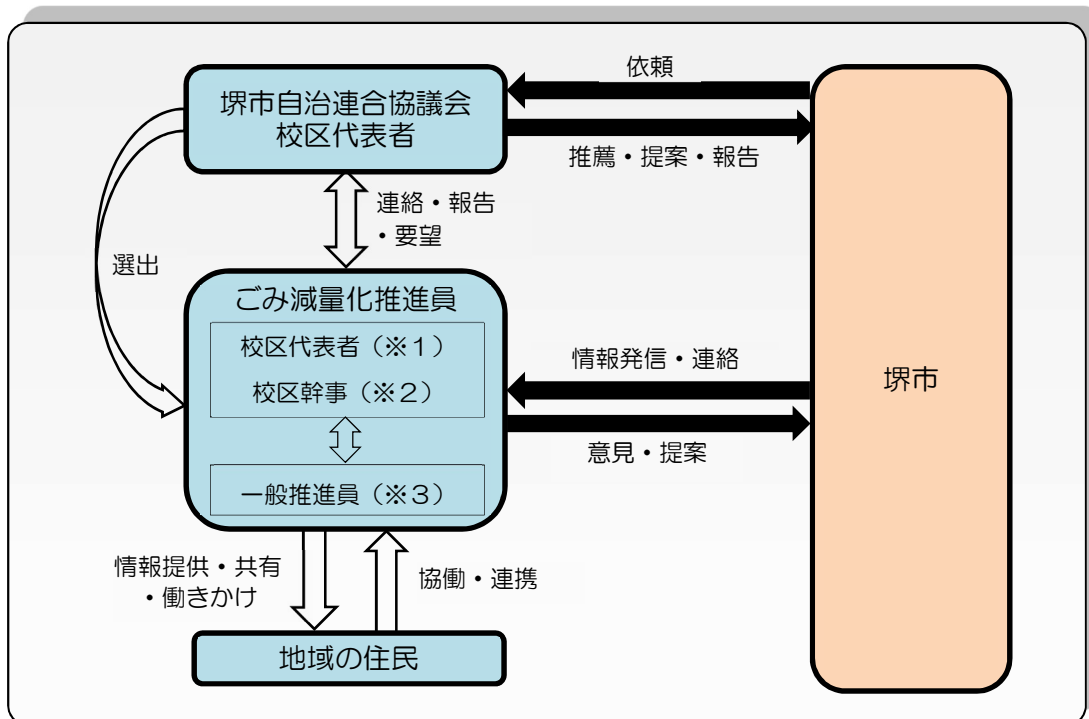 依頼
堺市自治連合協議会
校区代表者
推薦・提案・報告
連絡・報告
・要望
選出
ごみ減量化推進員
校区代表者（※１）
校区幹事（※２）
一般推進員（※３）
情報発信・連絡
意見・提案
堺市
情報提供・共有
・働きかけ
協働・連携
地域の住民